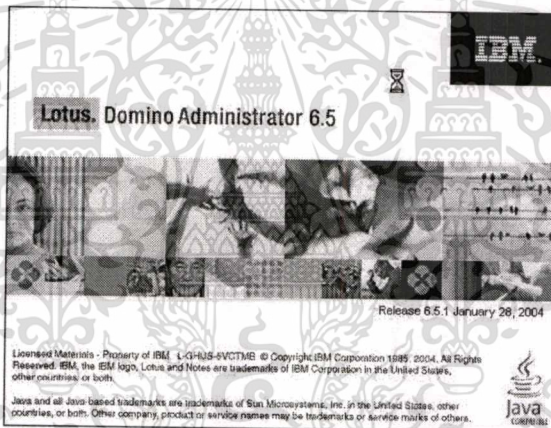 IBM.
Lotus. Domino Administrator 6.5
Release 6.5.1 January 28, 2004
Licensed Materials - Property of IBM L-GHUS-5VCTMB © Copyright IBM Corporation 1985, 2004. All Rights
Reserved. IBM, the IBM logo, Lotus and Notes are trademarks of IBM Corporation in the United States,
other countries, or both.
Java and all Java-based trademarks are trademarks of Sun Microsystems, Inc. in the United States, other
countries, or both. Other company, product or service names may be trademarks or service marks of others.
Java
COMPATIBLE